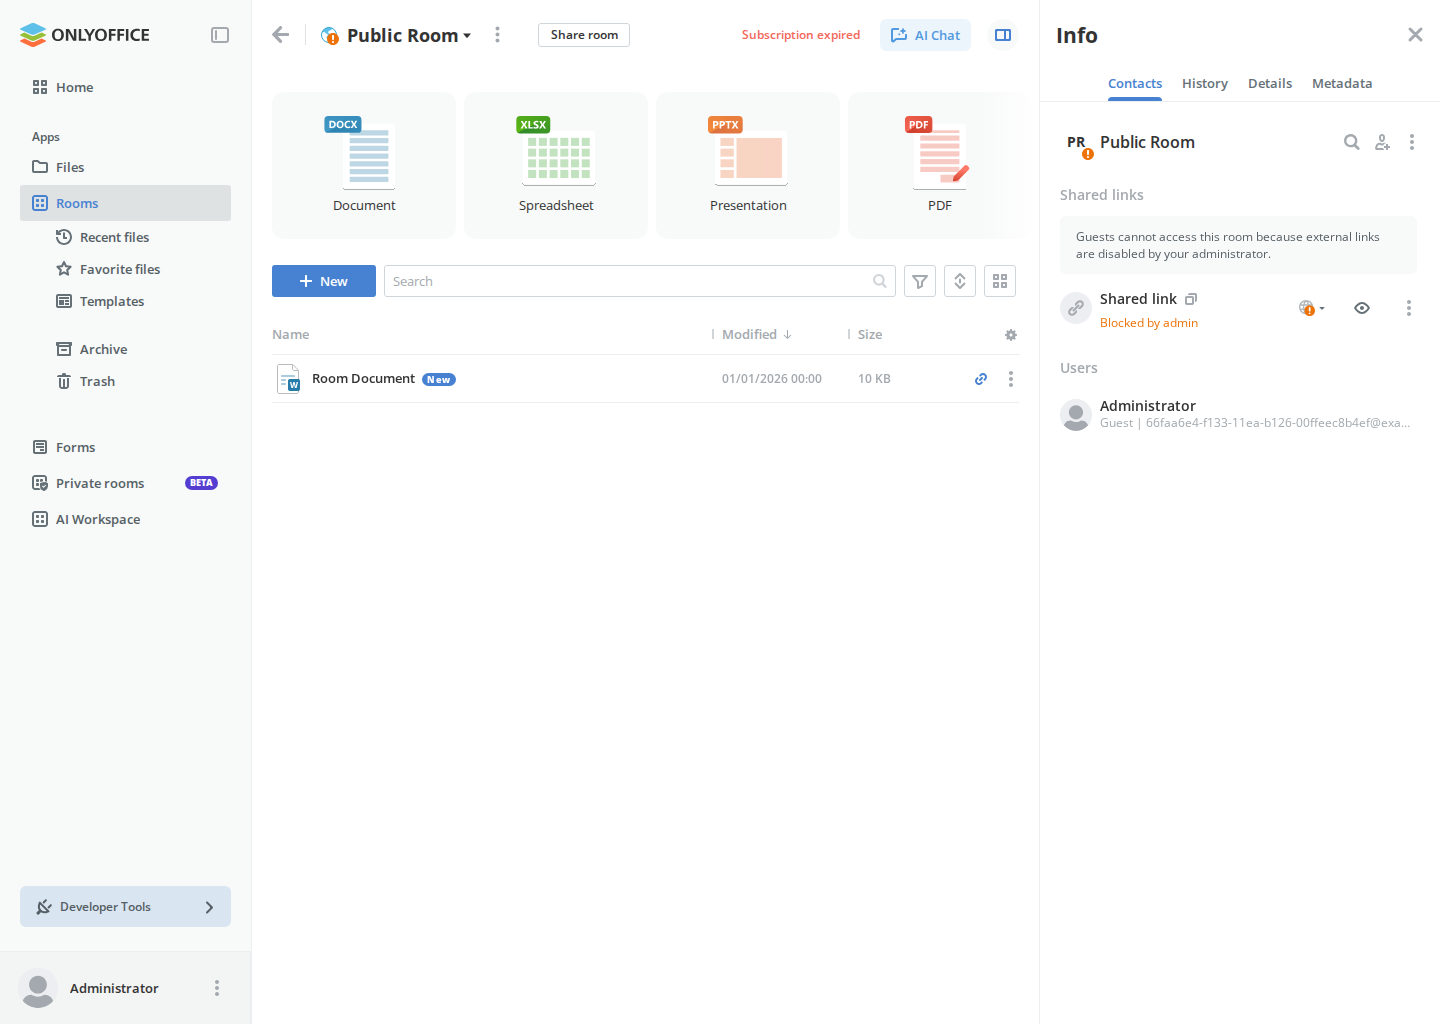 ONLYOFFICE
Home
Apps
Files
Rooms
Recent files
Favorite files
Templates
Archive
Trash
Forms
Private rooms BETA
AI Workspace
Developer Tools
Administrator
Public Room
Share room
Subscription expired
AI Chat
DOCX
Document
XLSX
Spreadsheet
PPTX
Presentation
PDF
PDF
New
Search
Name Modified Size
W Room Document New 01/01/2026 00:00 10 KB
Info
Contacts History Details Metadata
PR Public Room
Shared links
Guests cannot access this room because external links
are disabled by your administrator.
Shared link
Blocked by admin
Users
Administrator
Guest | 66faa6e4-f133-11ea-b126-00ffeec8b4ef@exa...